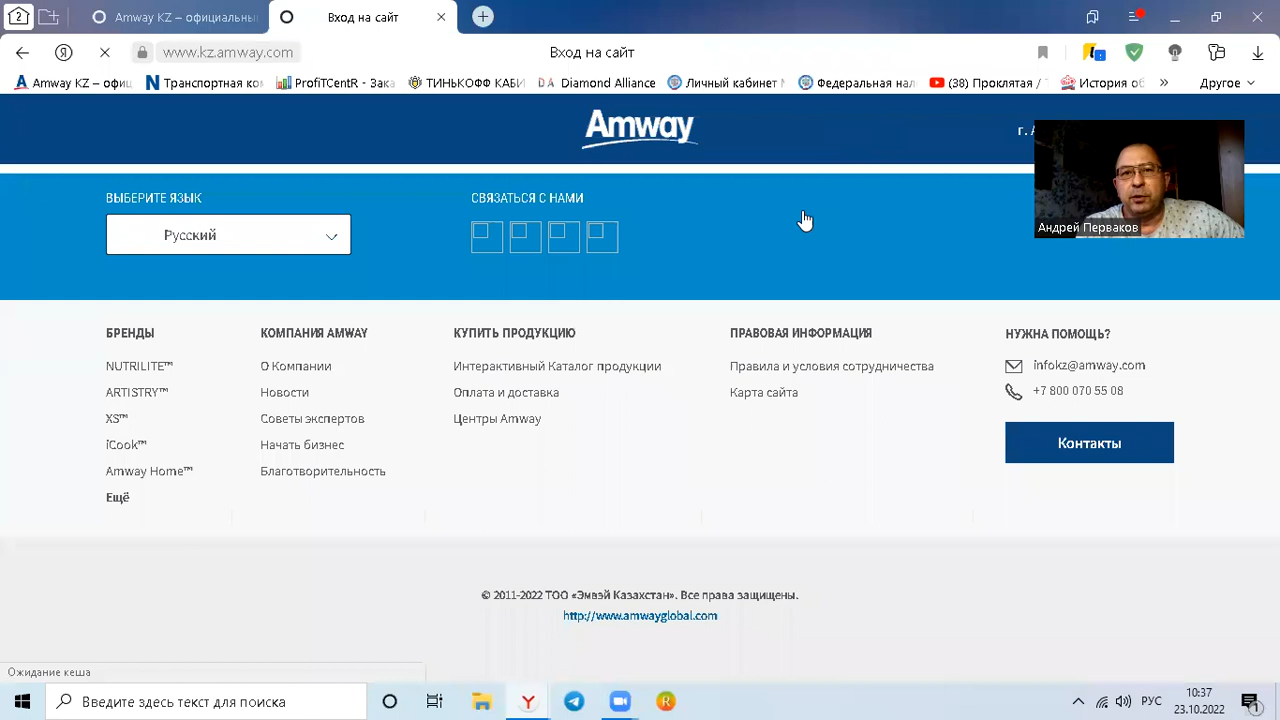 2
Amway KZ – официальны
Вход на сайт
www.kz.amway.com
Вход на сайт
Amway KZ – офиц
Транспортная ком
ProfiTCentR - Зака
ТИНЬКОФФ КАБИ
Diamond Alliance
Личный кабинет
Федеральная нал
(38) Проклятая /
История об
»
Другое
Amway
г. А
Андрей Перваков
ВЫБЕРИТЕ ЯЗЫК
Русский
СВЯЗАТЬСЯ С НАМИ
БРЕНДЫ
NUTRILITE™
ARTISTRY™
XS™
iCook™
Amway Home™
Ещё
КОМПАНИЯ AMWAY
О Компании
Новости
Советы экспертов
Начать бизнес
Благотворительность
КУПИТЬ ПРОДУКЦИЮ
Интерактивный Каталог продукции
Оплата и доставка
Центры Amway
ПРАВОВАЯ ИНФОРМАЦИЯ
Правила и условия сотрудничества
Карта сайта
НУЖНА ПОМОЩЬ?
infokz@amway.com
+7 800 070 55 08
Контакты
© 2011-2022 ТОО «Эмвэй Казахстан». Все права защищены.
http://www.amwayglobal.com
Ожидание кеша
Введите здесь текст для поиска
РУС
10:37
23.10.2022